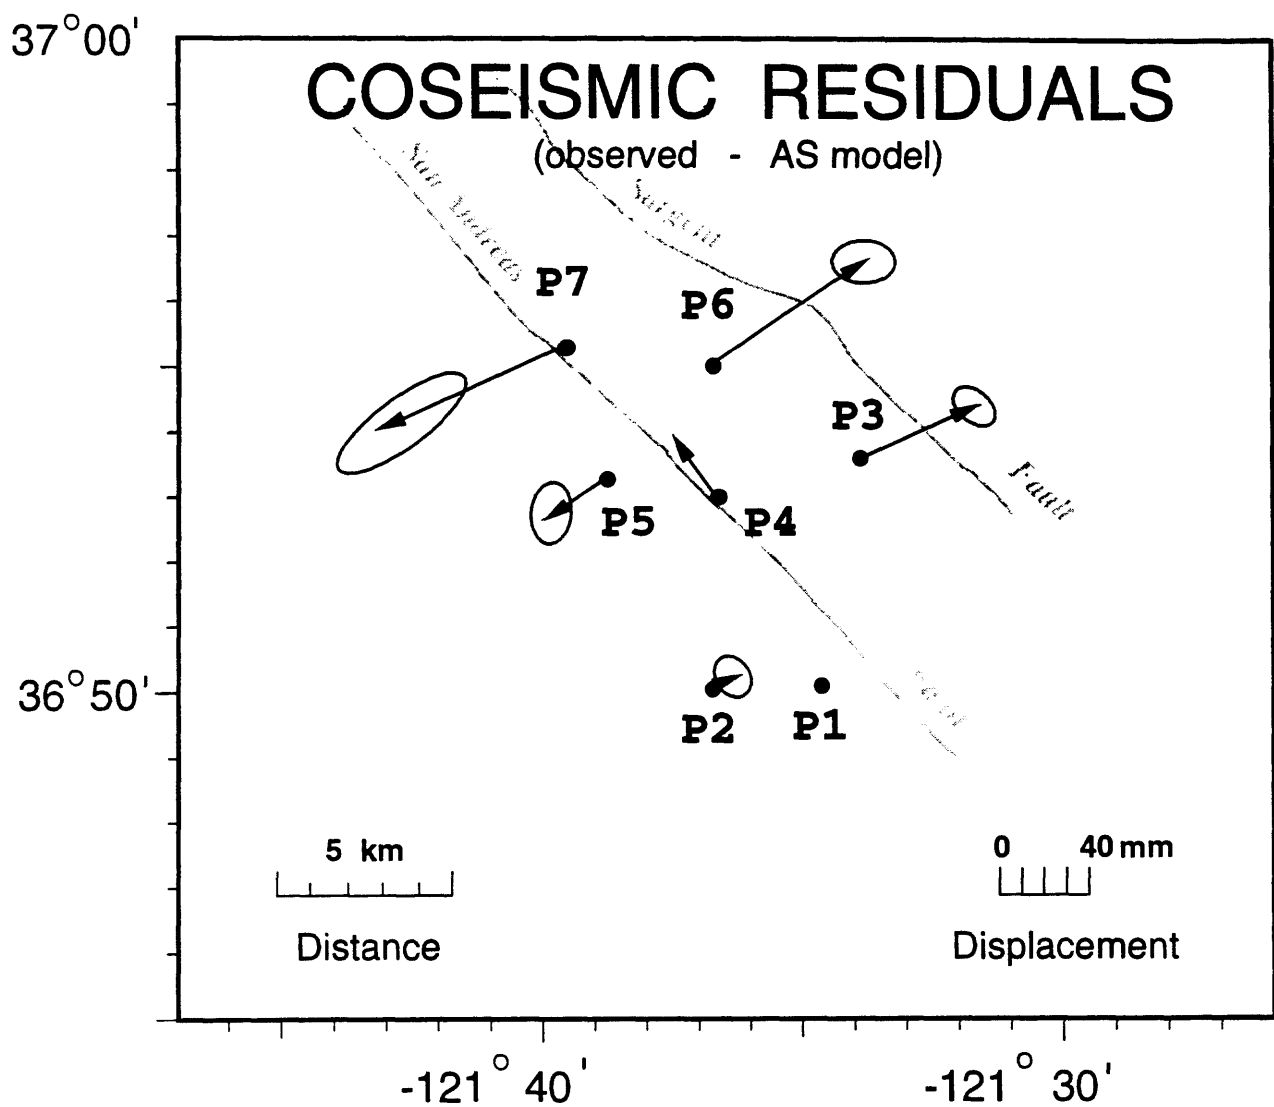 37°00'
COSEISMIC RESIDUALS
(observed - AS model)
San Andreas
Sargent
P7
P6
P3
Fault
P5
P4
36°50'
P2
P1
5 km
0 40 mm
Distance
Displacement
-121° 40'
-121° 30'